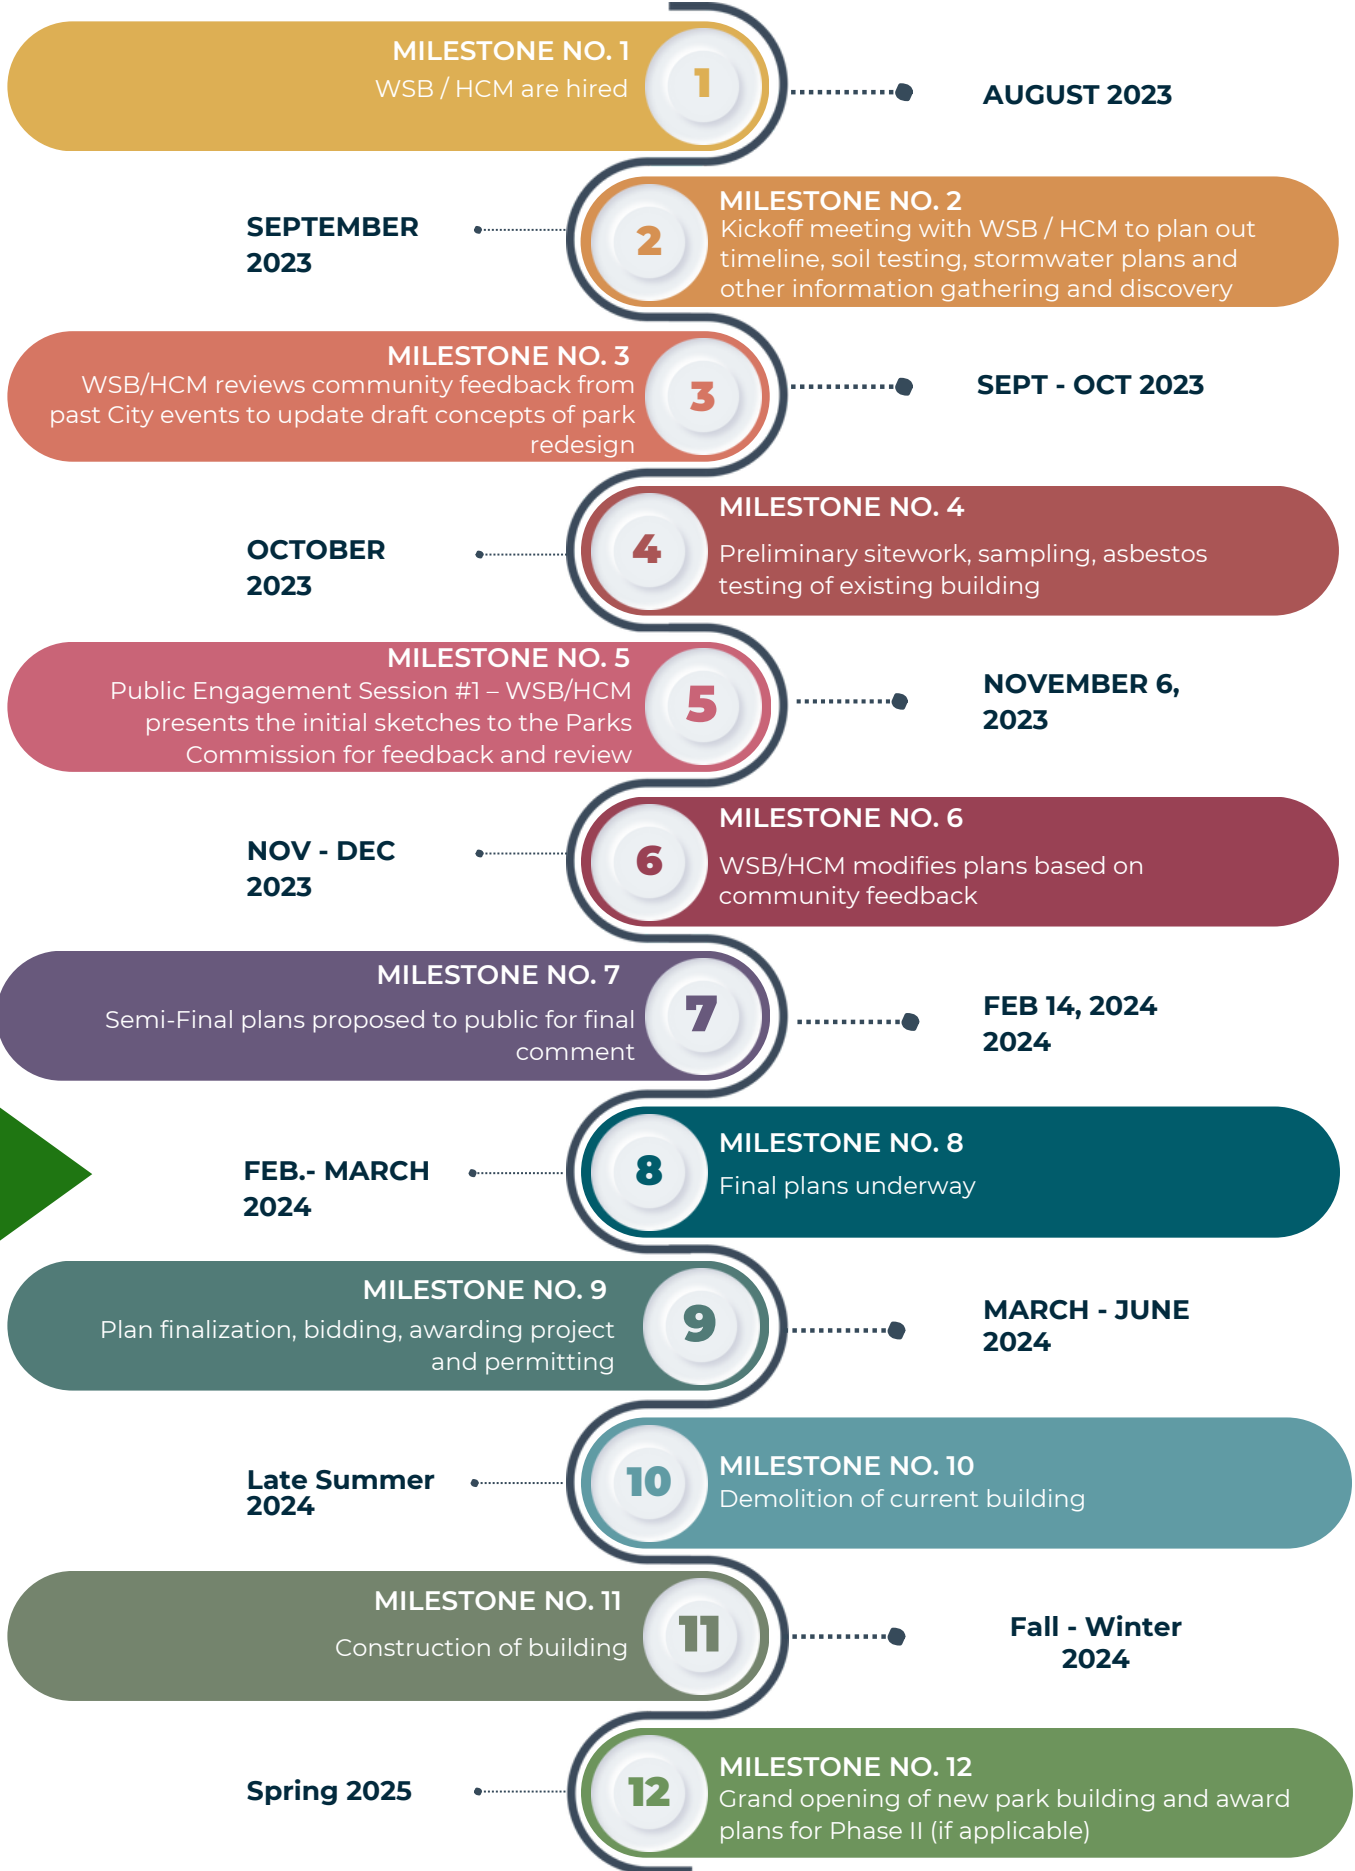 MILESTONE NO. 1
WSB / HCM are hired
1
AUGUST 2023
SEPTEMBER
2023
2
MILESTONE NO. 2
Kickoff meeting with WSB / HCM to plan out
timeline, soil testing, stormwater plans and
other information gathering and discovery
MILESTONE NO. 3
WSB/HCM reviews community feedback from
past City events to update draft concepts of park
redesign
3
SEPT - OCT 2023
OCTOBER
2023
4
MILESTONE NO. 4
Preliminary sitework, sampling, asbestos
testing of existing building
MILESTONE NO. 5
Public Engagement Session #1 – WSB/HCM
presents the initial sketches to the Parks
Commission for feedback and review
5
NOVEMBER 6,
2023
NOV - DEC
2023
6
MILESTONE NO. 6
WSB/HCM modifies plans based on
community feedback
MILESTONE NO. 7
Semi-Final plans proposed to public for final
comment
7
FEB 14, 2024
2024
FEB.- MARCH
2024
8
MILESTONE NO. 8
Final plans underway
MILESTONE NO. 9
Plan finalization, bidding, awarding project
and permitting
9
MARCH - JUNE
2024
Late Summer
2024
10
MILESTONE NO. 10
Demolition of current building
MILESTONE NO. 11
Construction of building
11
Fall - Winter
2024
Spring 2025
12
MILESTONE NO. 12
Grand opening of new park building and award
plans for Phase II (if applicable)